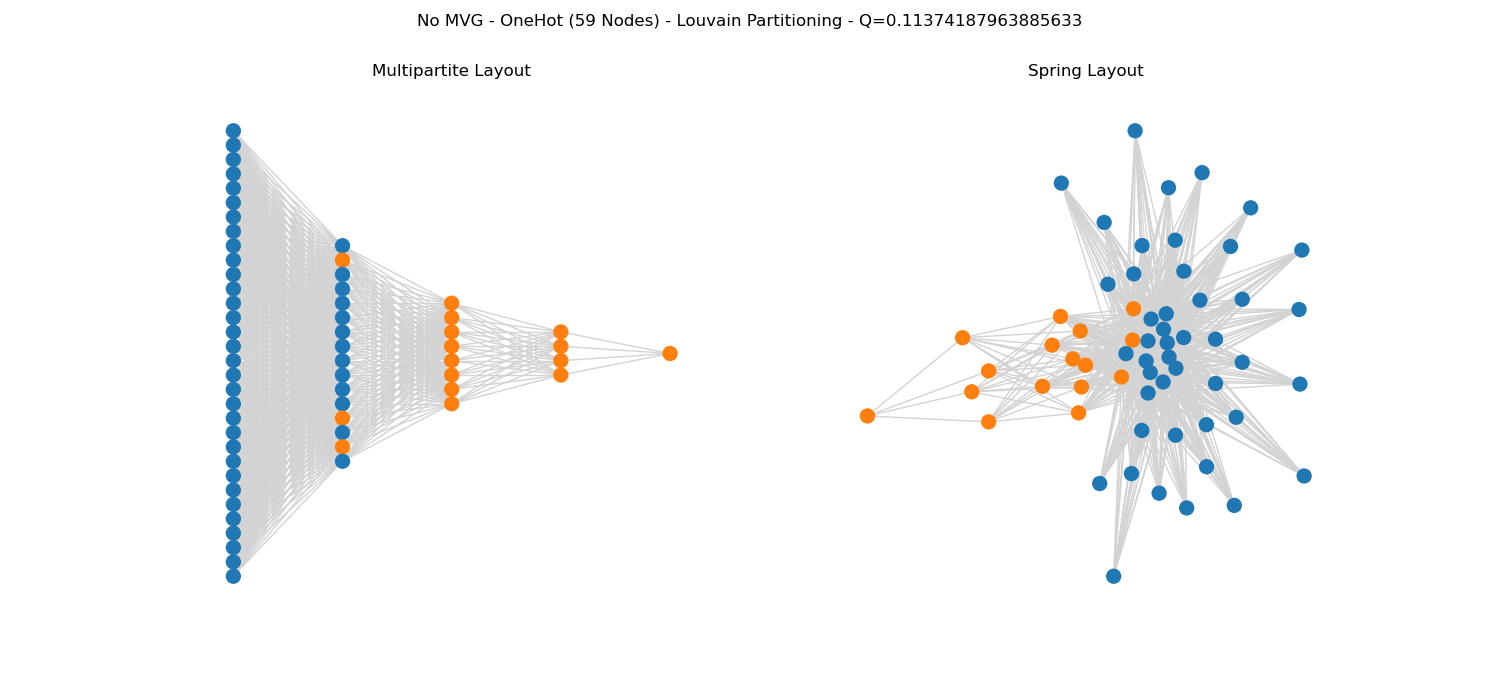 No MVG - OneHot (59 Nodes) - Louvain Partitioning - Q=0.11374187963885633
Multipartite Layout
Spring Layout